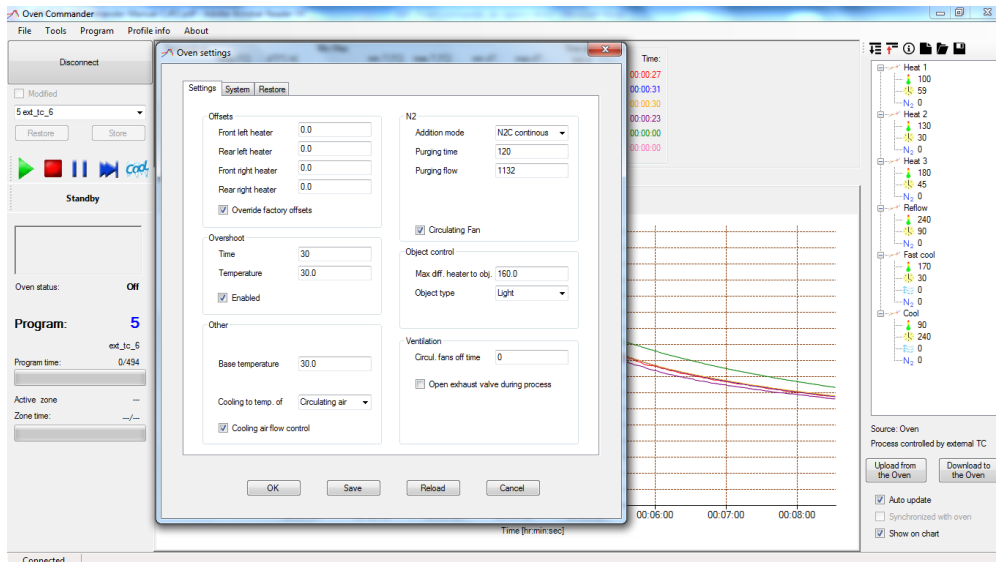 Oven Commander
File Tools Program Profile info About
Disconnect
Modified
5 ext_tc_6
Restore Store
cool
Standby
Oven status: Off
Program: 5
ext_tc_6
Program time: 0/494
Active zone ---
Zone time: ---/---
Connected
Oven settings
Settings System Restore
Offsets
Front left heater 0.0
Rear left heater 0.0
Front right heater 0.0
Rear right heater 0.0
Override factory offsets
Overshoot
Time 30
Temperature 30.0
Enabled
Other
Base temperature 30.0
Cooling to temp. of Circulating air
Cooling air flow control
N2
Addition mode N2C continous
Purging time 120
Purging flow 1132
Circulating Fan
Object control
Max diff. heater to obj. 160.0
Object type Light
Ventilation
Circul. fans off time 0
Open exhaust valve during process
OK Save Reload Cancel
Time:
00:00:27
00:00:31
00:00:30
00:00:23
00:00:00
00:00:00
00:06:00 00:07:00 00:08:00
Time [hr:min:sec]
Heat 1
100
59
N2 0
Heat 2
130
30
N2 0
Heat 3
180
45
N2 0
Reflow
240
90
N2 0
Fast cool
170
30
0
N2 0
Cool
90
240
0
N2 0
Source: Oven
Process controlled by external TC
Upload from the Oven
Download to the Oven
Auto update
Synchronized with oven
Show on chart